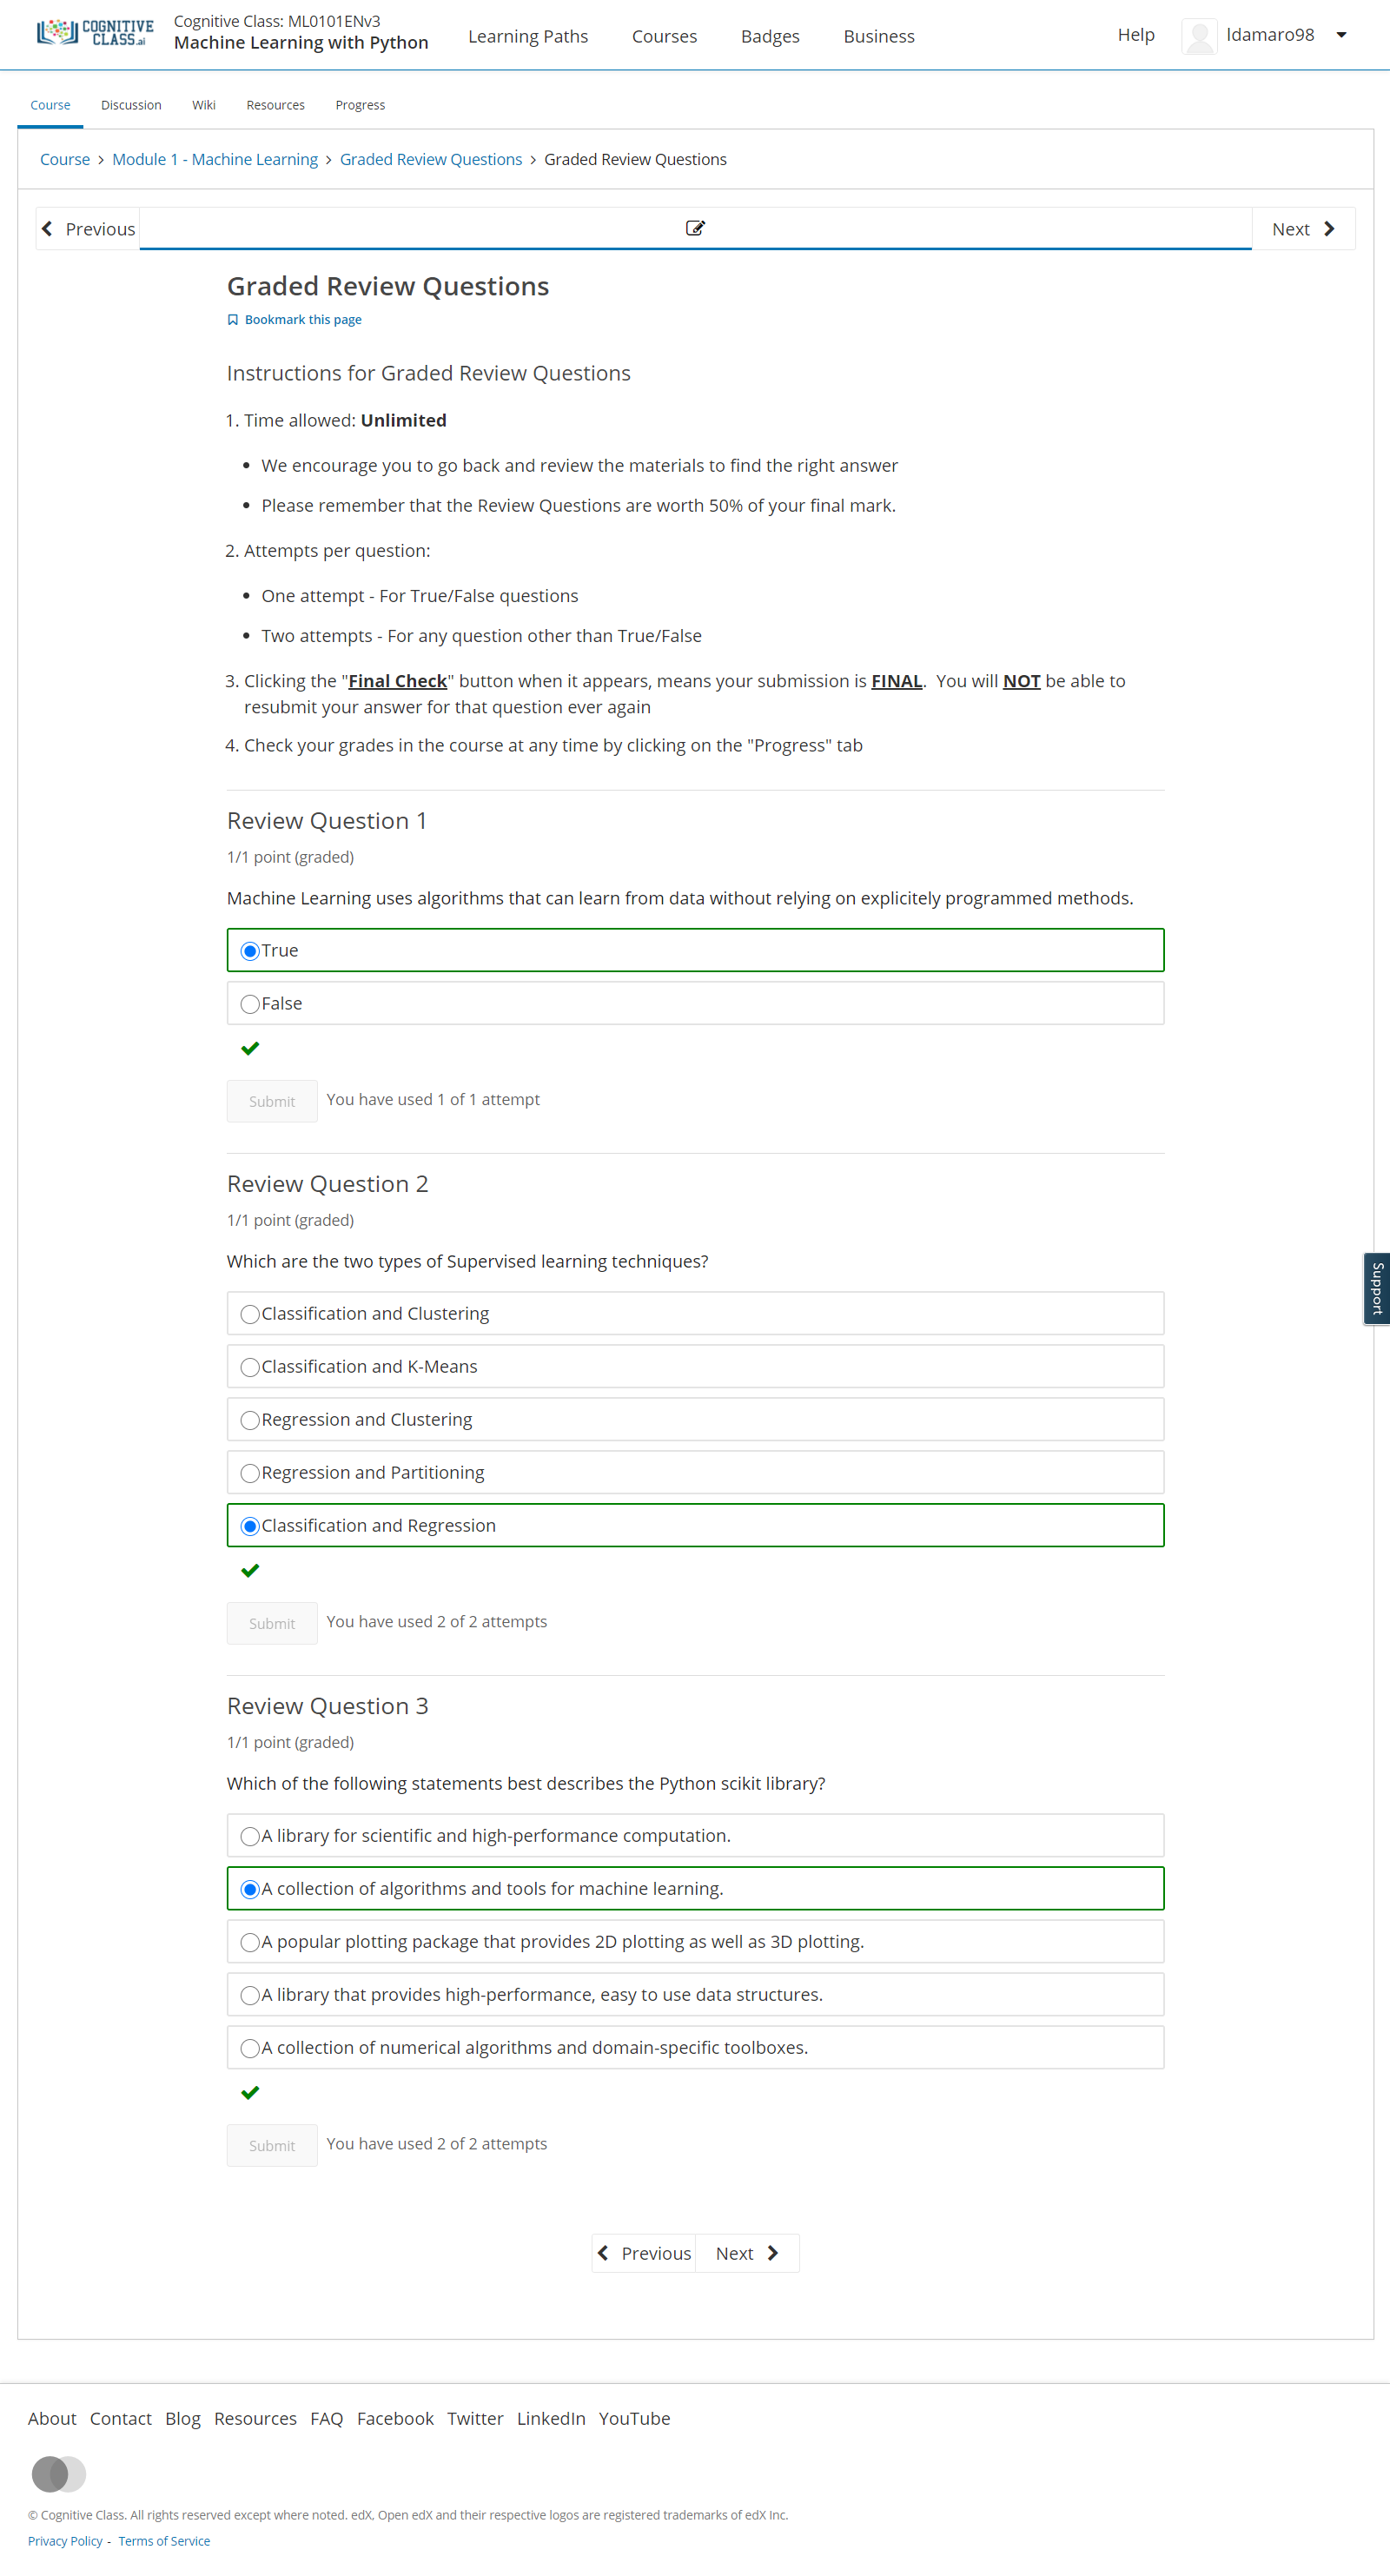 COGNITIVE
CLASS.ai
Cognitive Class: ML0101ENv3
Machine Learning with Python
Learning Paths
Courses
Badges
Business
Help
Idamaro98
Course
Discussion
Wiki
Resources
Progress
Course > Module 1 - Machine Learning > Graded Review Questions > Graded Review Questions
Previous
Next
Graded Review Questions
Bookmark this page
Instructions for Graded Review Questions
1. Time allowed: Unlimited
• We encourage you to go back and review the materials to find the right answer
• Please remember that the Review Questions are worth 50% of your final mark.
2. Attempts per question:
• One attempt - For True/False questions
• Two attempts - For any question other than True/False
3. Clicking the "Final Check" button when it appears, means your submission is FINAL.  You will NOT be able to
resubmit your answer for that question ever again
4. Check your grades in the course at any time by clicking on the "Progress" tab
Review Question 1
1/1 point (graded)
Machine Learning uses algorithms that can learn from data without relying on explicitely programmed methods.
True
False
Submit
You have used 1 of 1 attempt
Review Question 2
1/1 point (graded)
Which are the two types of Supervised learning techniques?
Support
Classification and Clustering
Classification and K-Means
Regression and Clustering
Regression and Partitioning
Classification and Regression
Submit
You have used 2 of 2 attempts
Review Question 3
1/1 point (graded)
Which of the following statements best describes the Python scikit library?
A library for scientific and high-performance computation.
A collection of algorithms and tools for machine learning.
A popular plotting package that provides 2D plotting as well as 3D plotting.
A library that provides high-performance, easy to use data structures.
A collection of numerical algorithms and domain-specific toolboxes.
Submit
You have used 2 of 2 attempts
Previous
Next
About
Contact
Blog
Resources
FAQ
Facebook
Twitter
LinkedIn
YouTube
© Cognitive Class. All rights reserved except where noted. edX, Open edX and their respective logos are registered trademarks of edX Inc.
Privacy Policy - Terms of Service